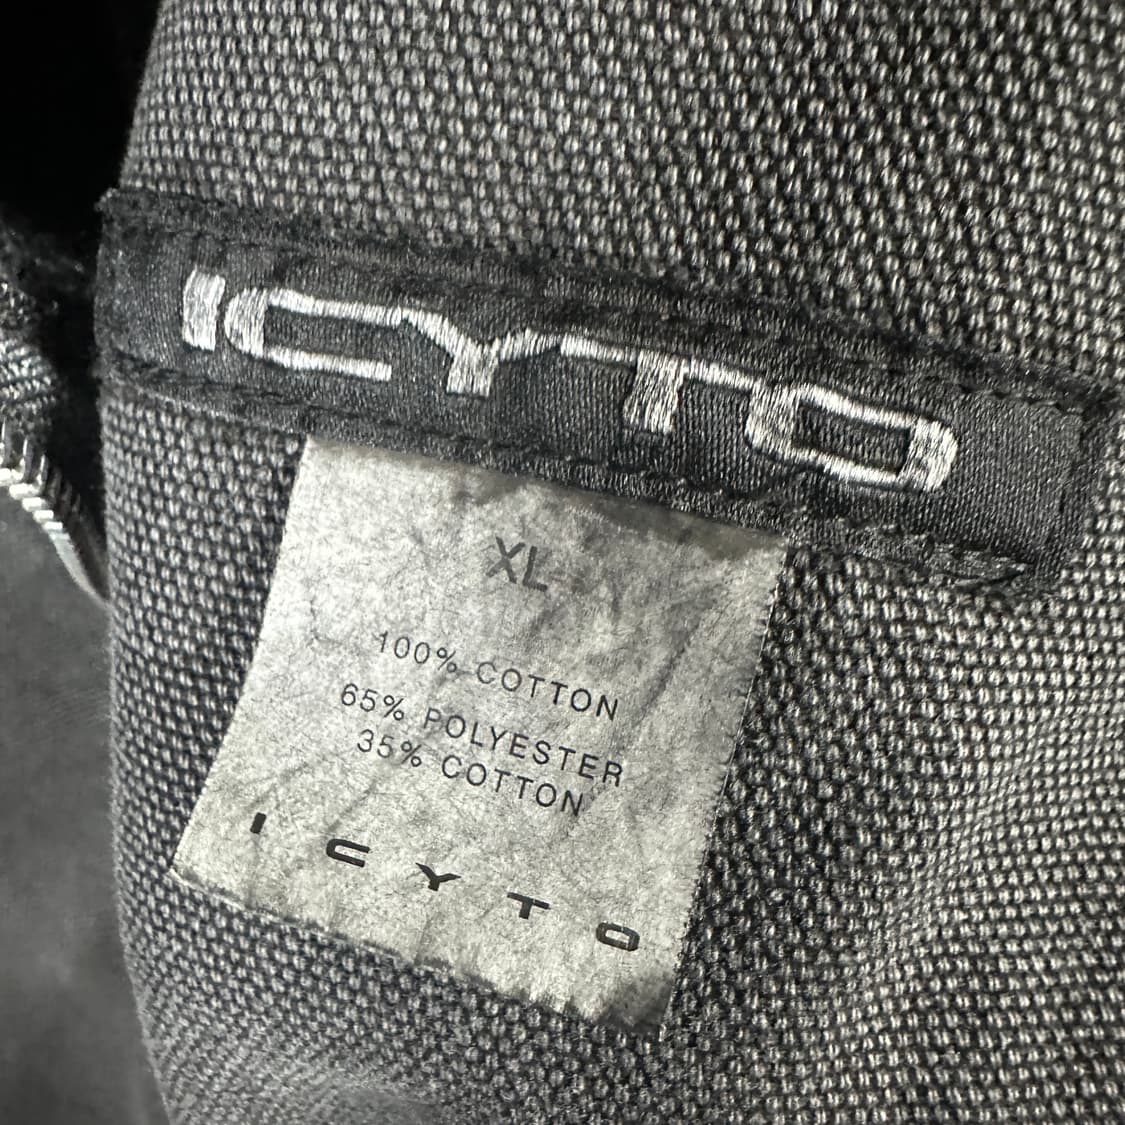 ICYTO
XL
100% COTTON
65% POLYESTER
35% COTTON
ICYTO